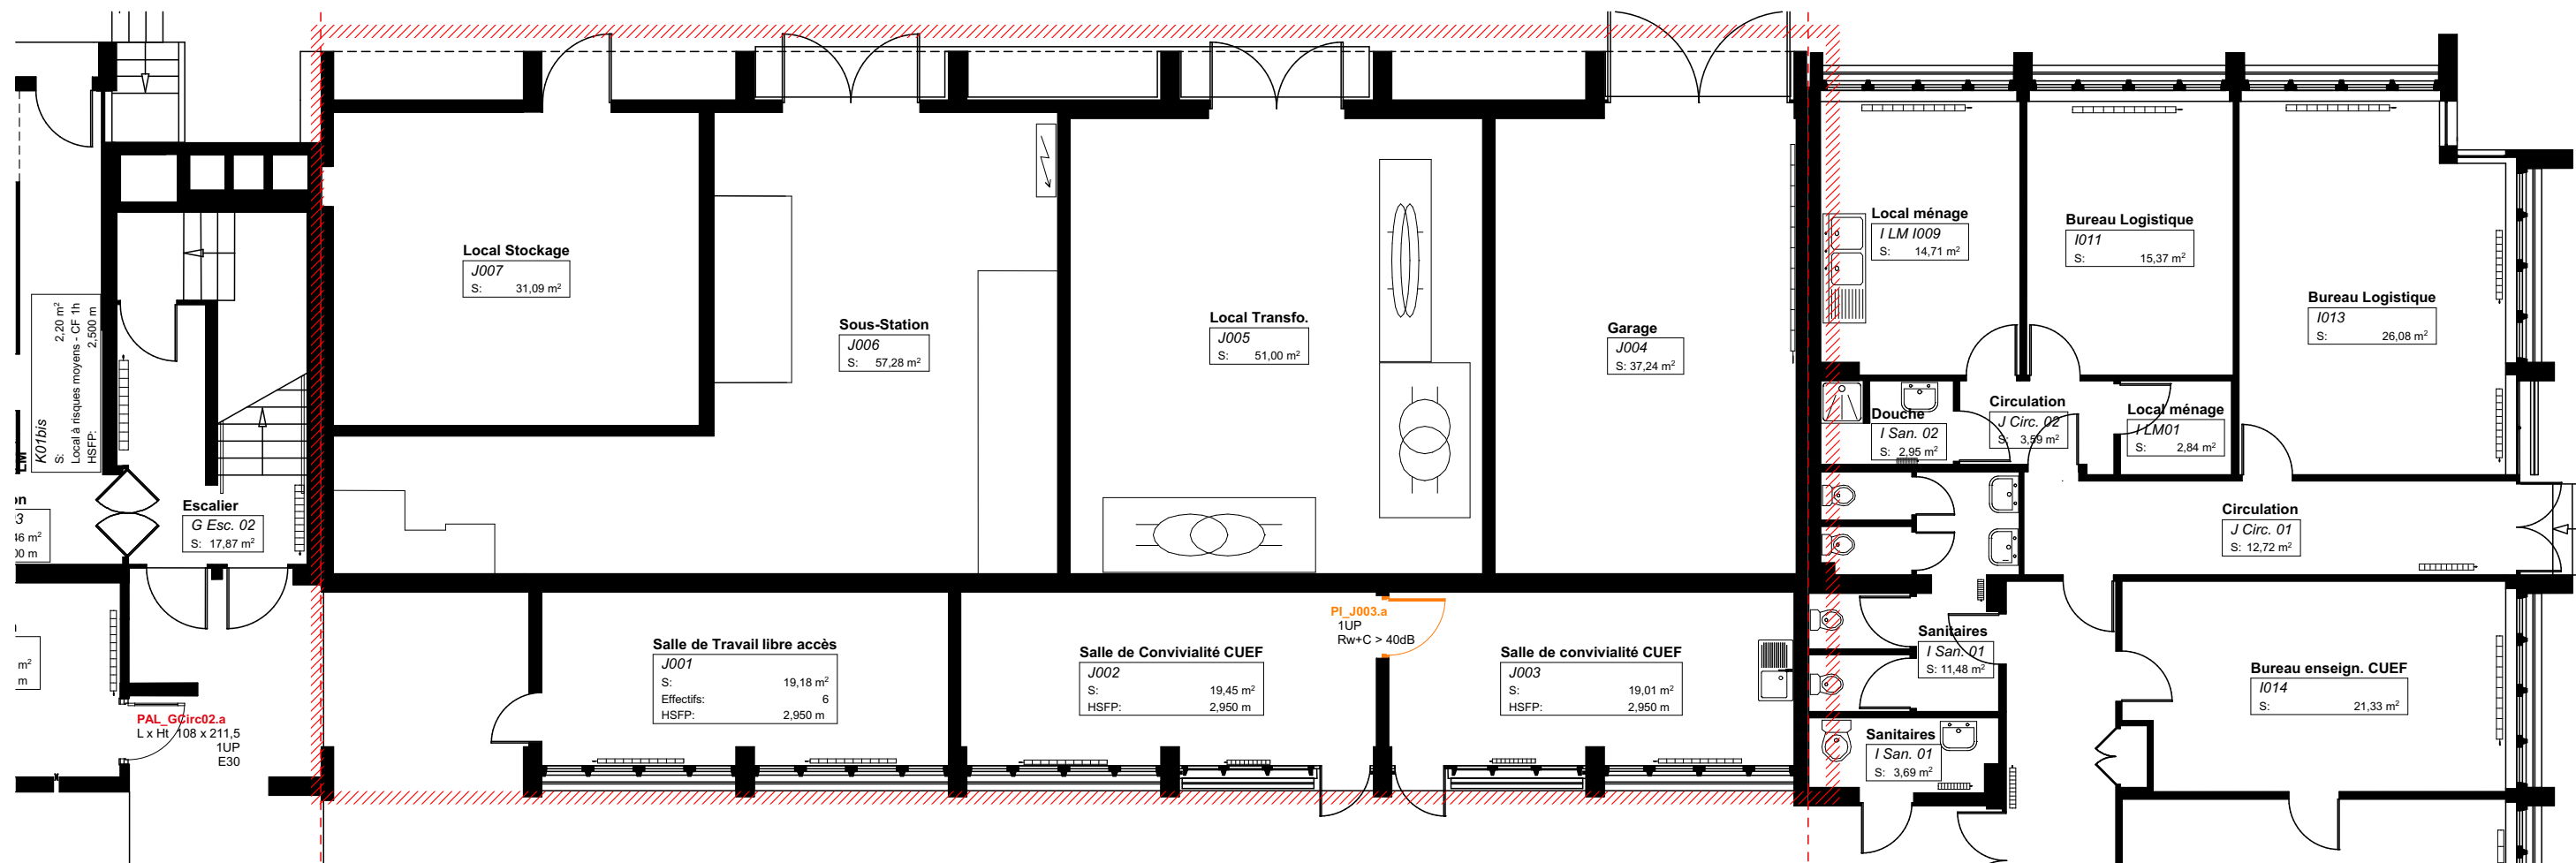 Local Stockage
J007
S: 31,09 m²
Sous-Station
J006
S: 57,28 m²
Local Transfo.
J005
S: 51,00 m²
Garage
J004
S: 37,24 m²
Local ménage
I LM I009
S: 14,71 m²
Bureau Logistique
I011
S: 15,37 m²
Bureau Logistique
I013
S: 26,08 m²
Douche
I San. 02
S: 2,95 m²
Circulation
J Circ. 02
S: 3,59 m²
Local ménage
I LM01
S: 2,84 m²
Circulation
J Circ. 01
S: 12,72 m²
LM
K01bis
S: 2,20 m²
Local à risques moyens - CF 1h
HSFP: 2,500 m
on
3
46 m²
00 m
Escalier
G Esc. 02
S: 17,87 m²
m²
m
PAL_GCirc02.a
L x Ht 108 x 211,5
1UP
E30
Salle de Travail libre accès
J001
S: 19,18 m²
Effectifs: 6
HSFP: 2,950 m
Salle de Convivialité CUEF
J002
S: 19,45 m²
HSFP: 2,950 m
PI_J003.a
1UP
Rw+C > 40dB
Salle de convivialité CUEF
J003
S: 19,01 m²
HSFP: 2,950 m
Sanitaires
I San. 01
S: 11,48 m²
Sanitaires
I San. 01
S: 3,69 m²
Bureau enseign. CUEF
I014
S: 21,33 m²